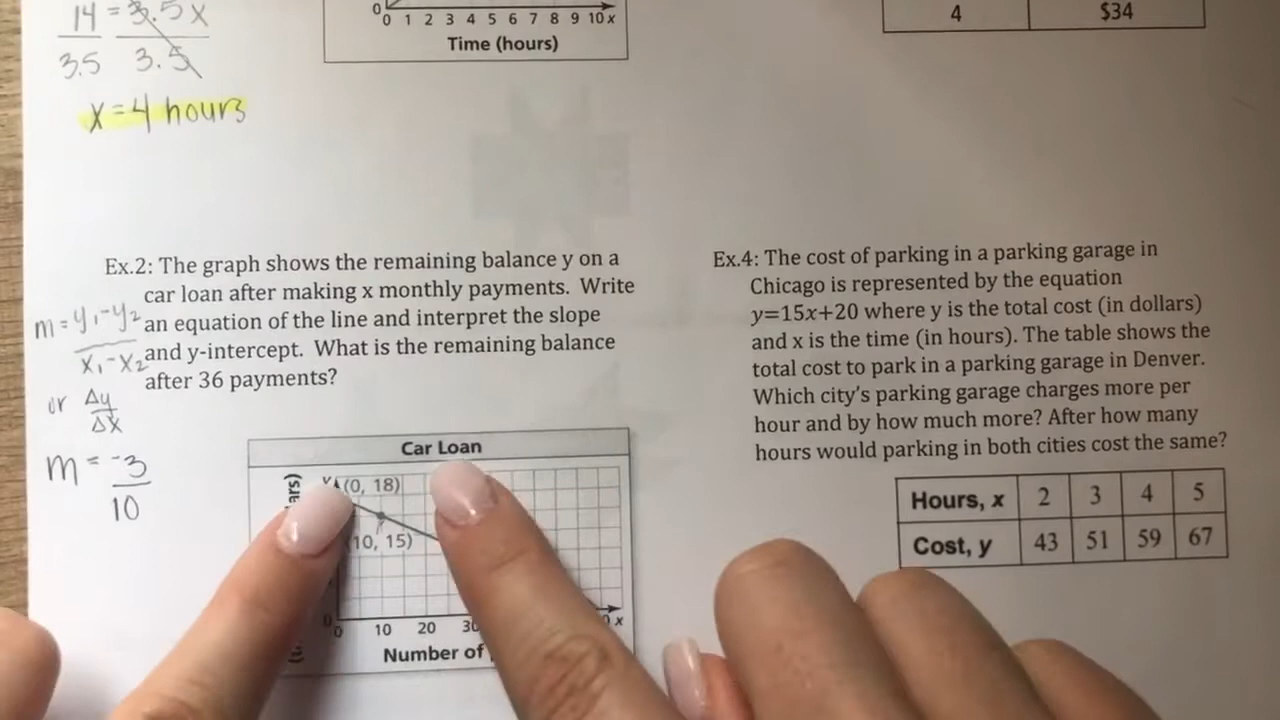 14 = 3.5x
3.5 3.5
x = 4 hours
0
0 1 2 3 4 5 6 7 8 9 10 x
Time (hours)
4 $34
Ex.2: The graph shows the remaining balance y on a
car loan after making x monthly payments. Write
an equation of the line and interpret the slope
and y-intercept. What is the remaining balance
after 36 payments?
m = y₁-y₂
x₁-x₂
or Δy
Δx
m = -3
10
Car Loan
(0, 18)
(10, 15)
0
0 10 20 x
Number of
Ex.4: The cost of parking in a parking garage in
Chicago is represented by the equation
y=15x+20 where y is the total cost (in dollars)
and x is the time (in hours). The table shows the
total cost to park in a parking garage in Denver.
Which city's parking garage charges more per
hour and by how much more? After how many
hours would parking in both cities cost the same?
Hours, x 2 3 4 5
Cost, y 43 51 59 67